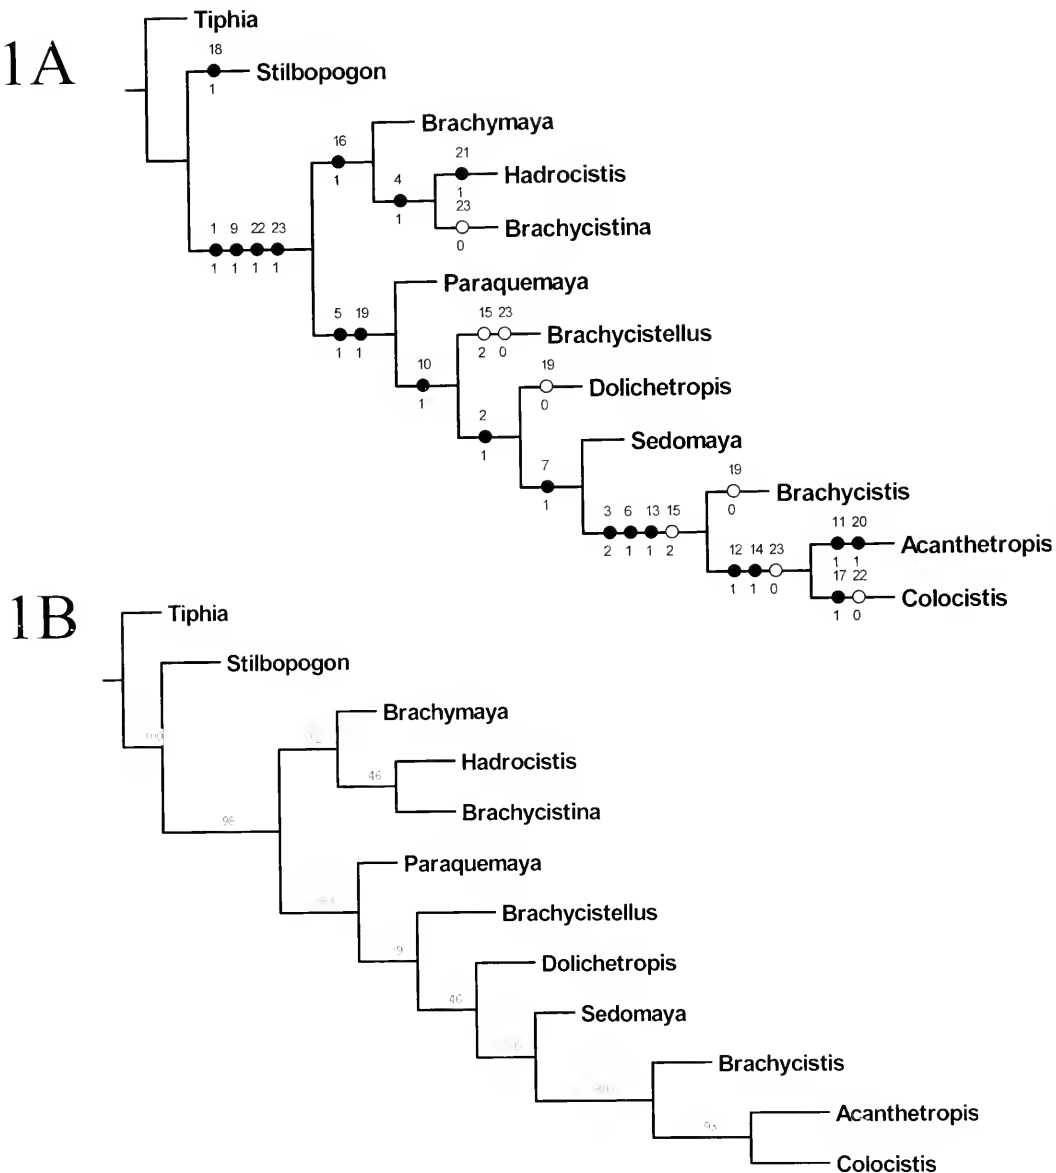 1A
Tiphia
18
Stilbopogon
1
Brachymaya
16
1
21
Hadrocistis
4
1
1
23
Brachycistina
0
1 9 22 23
1 1 1 1
Paraquemaya
5 19
1 1
15 23
Brachycistellus
2 0
10
1
19
Dolichetropis
0
2
1
Sedomaya
7
1
19
Brachycistis
0
3 6 13 15
2 1 1 2
11 20
Acanthetropis
1 1
12 14 23
1 1 0
17 22
Colocistis
1 0
1B
Tiphia
Stilbopogon
Brachymaya
Hadrocistis
46
Brachycistina
98
Paraquemaya
Brachycistellus
Dolichetropis
46
Sedomaya
Brachycistis
Acanthetropis
93
Colocistis